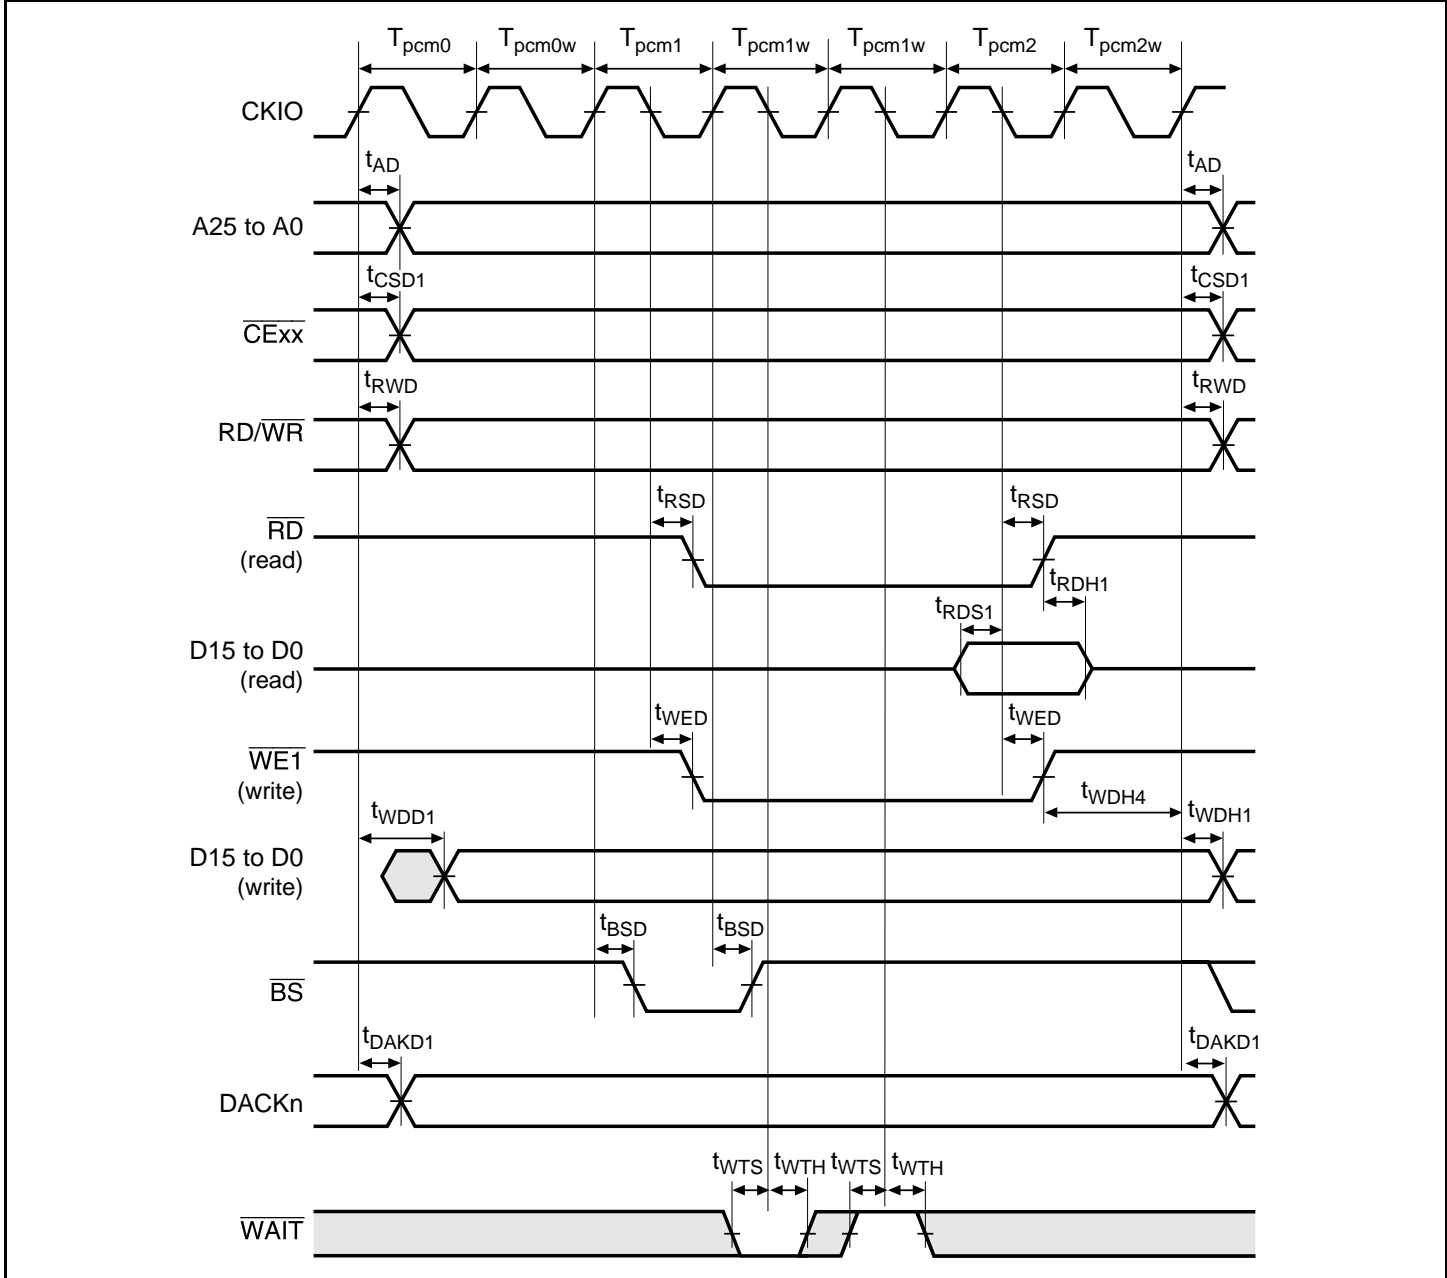 Tpcm0 Tpcm0w Tpcm1 Tpcm1w Tpcm1w Tpcm2 Tpcm2w
CKIO
tAD tAD
A25 to A0
tCSD1 tCSD1
CExx
tRWD tRWD
RD/WR
tRSD tRSD
RD
(read)
tRDH1
tRDS1
D15 to D0
(read)
tWED tWED
WE1
(write)
tWDH4
tWDD1 tWDH1
D15 to D0
(write)
tBSD tBSD
BS
tDAKD1 tDAKD1
DACKn
tWTS tWTH tWTS tWTH
WAIT